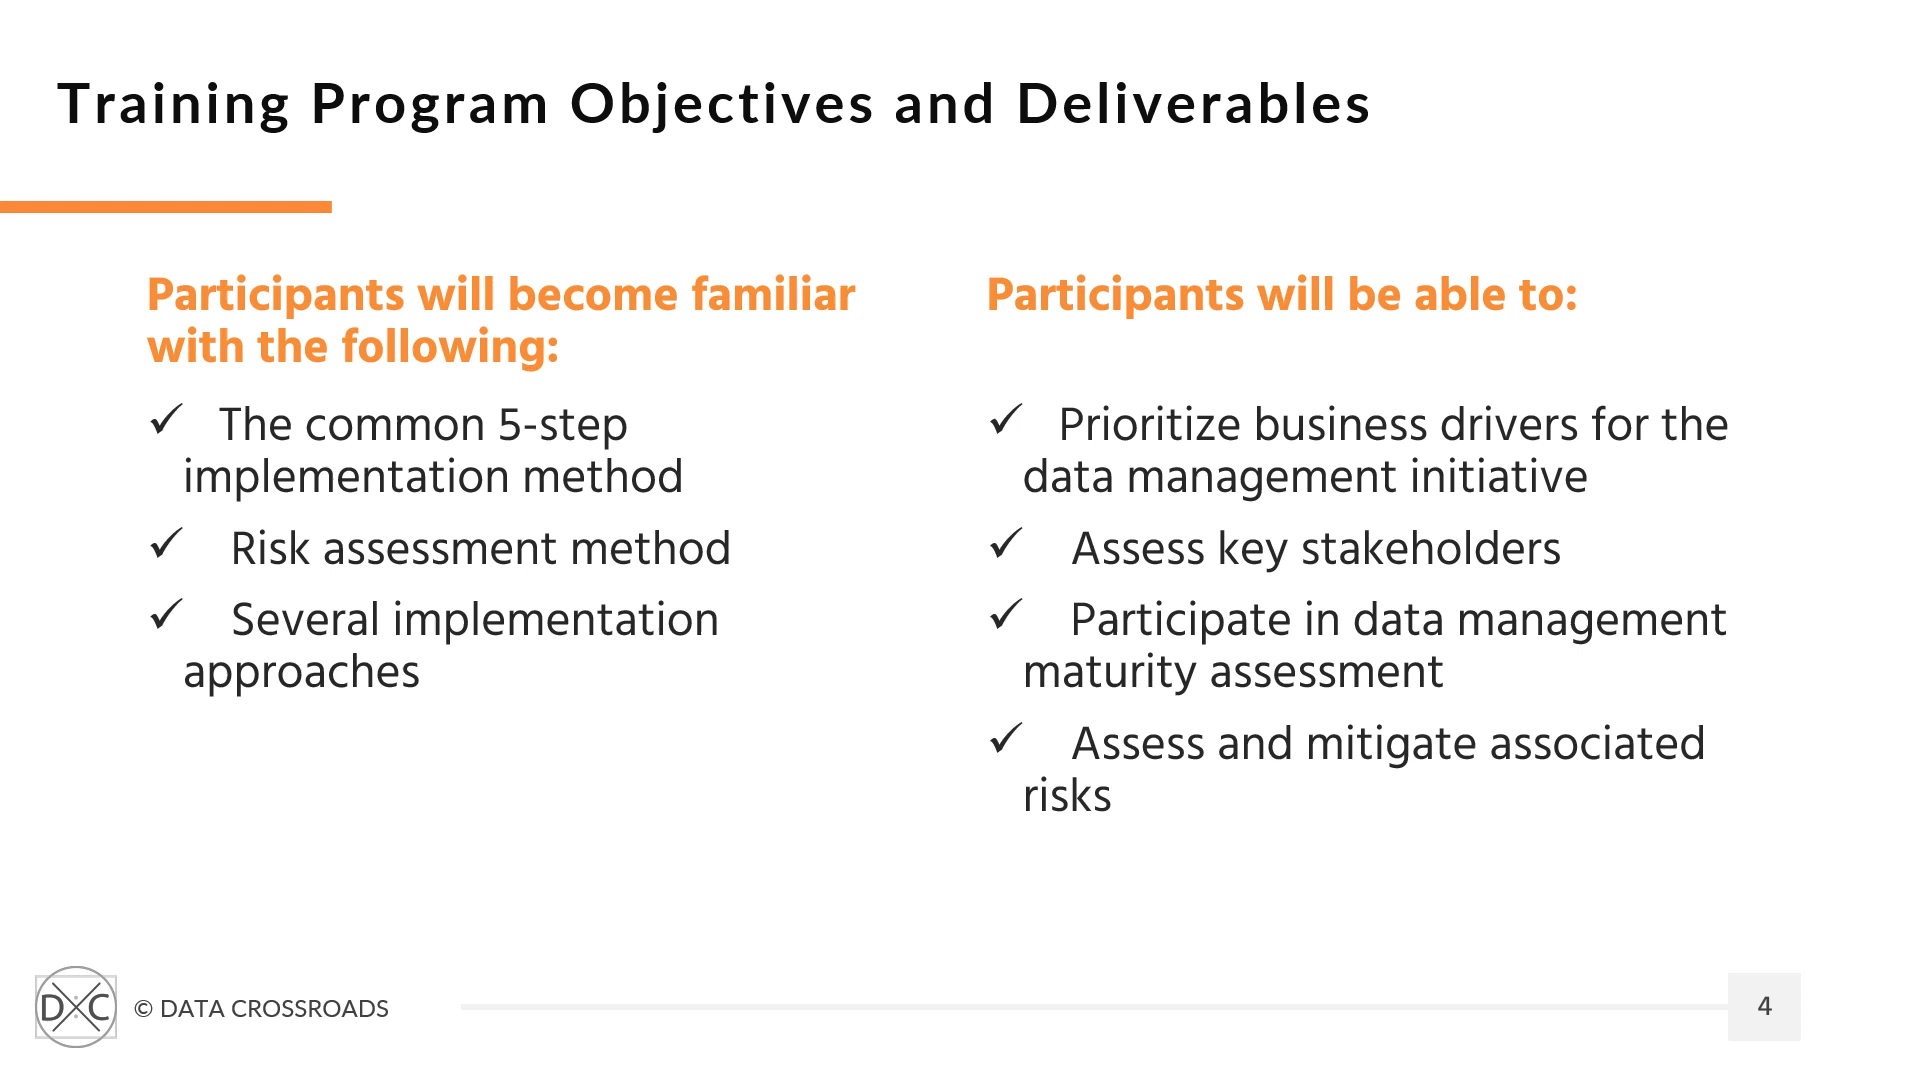 Training Program Objectives and Deliverables
Participants will become familiar
with the following:
✓ The common 5-step
implementation method
✓ Risk assessment method
✓ Several implementation
approaches
Participants will be able to:
✓ Prioritize business drivers for the
data management initiative
✓ Assess key stakeholders
✓ Participate in data management
maturity assessment
✓ Assess and mitigate associated
risks
DC
© DATA CROSSROADS
4